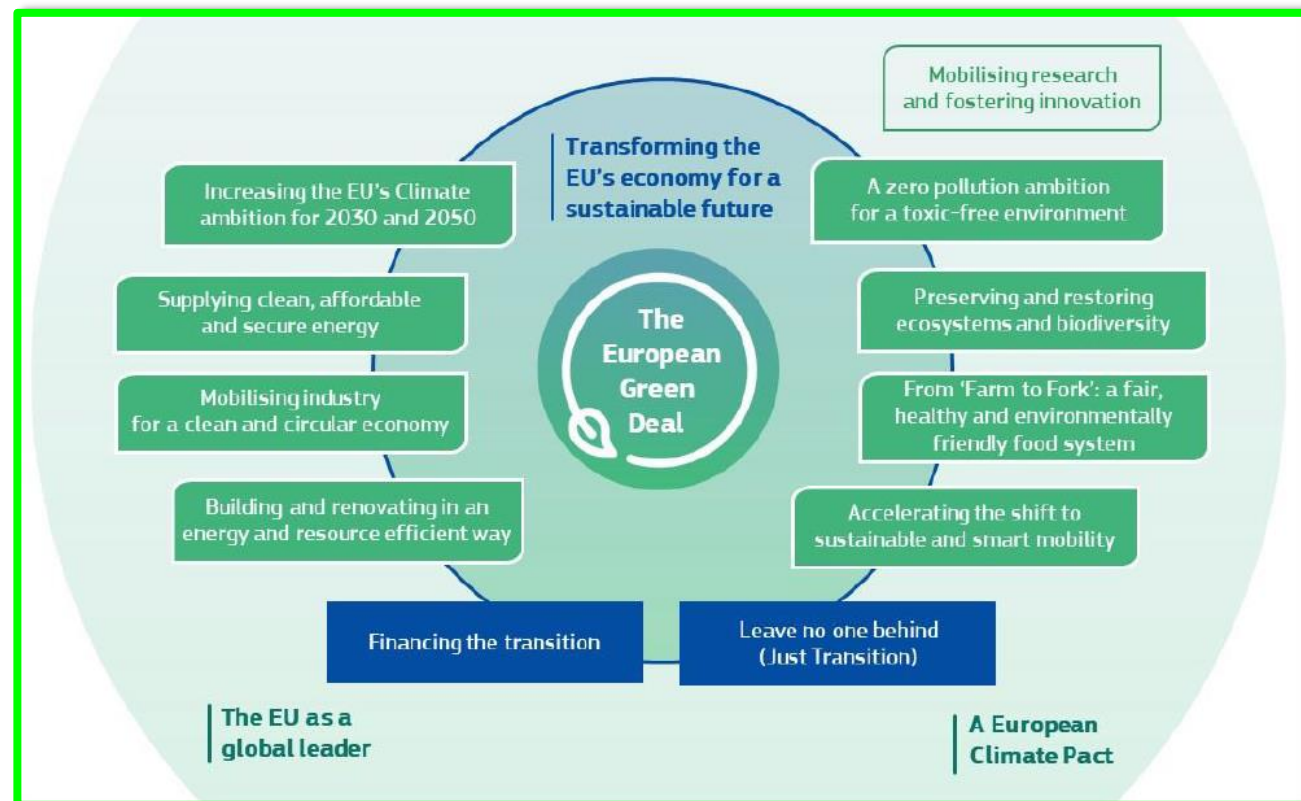 Mobilising research
and fostering innovation
Transforming the
EU's economy for a
sustainable future
Increasing the EU's Climate
ambition for 2030 and 2050
A zero pollution ambition
for a toxic-free environment
Supplying clean, affordable
and secure energy
Preserving and restoring
ecosystems and biodiversity
The
European
Green
Deal
Mobilising industry
for a clean and circular economy
From 'Farm to Fork': a fair,
healthy and environmentally
friendly food system
Building and renovating in an
energy and resource efficient way
Accelerating the shift to
sustainable and smart mobility
Financing the transition
Leave no one behind
(Just Transition)
The EU as a
global leader
A European
Climate Pact